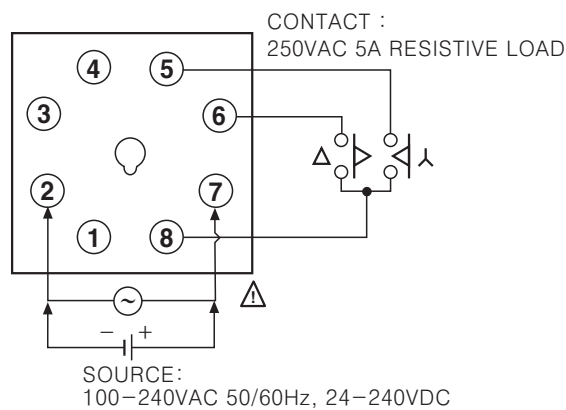 CONTACT :
250VAC 5A RESISTIVE LOAD
4
5
3
6
2
7
1
8
△
人
~
− +
SOURCE:
100−240VAC 50/60Hz, 24−240VDC